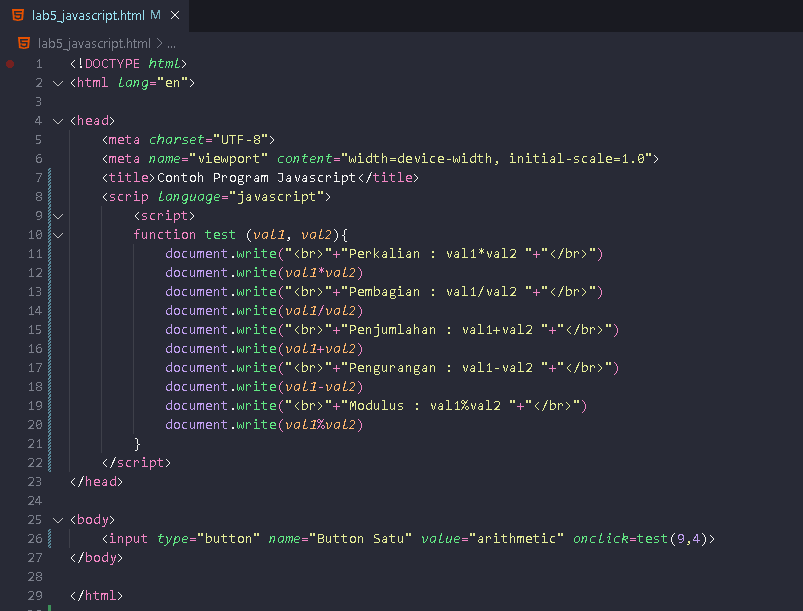 lab5_javascript.html M ×
lab5_javascript.html > ...
1 <!DOCTYPE html>
2 <html lang="en">
3
4 <head>
5 <meta charset="UTF-8">
6 <meta name="viewport" content="width=device-width, initial-scale=1.0">
7 <title>Contoh Program Javascript</title>
8 <scrip language="javascript">
9 <script>
10 function test (val1, val2){
11 document.write("<br>"+"Perkalian : val1*val2 "+"</br>")
12 document.write(val1*val2)
13 document.write("<br>"+"Pembagian : val1/val2 "+"</br>")
14 document.write(val1/val2)
15 document.write("<br>"+"Penjumlahan : val1+val2 "+"</br>")
16 document.write(val1+val2)
17 document.write("<br>"+"Pengurangan : val1-val2 "+"</br>")
18 document.write(val1-val2)
19 document.write("<br>"+"Modulus : val1%val2 "+"</br>")
20 document.write(val1%val2)
21 }
22 </script>
23 </head>
24
25 <body>
26 <input type="button" name="Button Satu" value="arithmetic" onclick=test(9,4)>
27 </body>
28
29 </html>